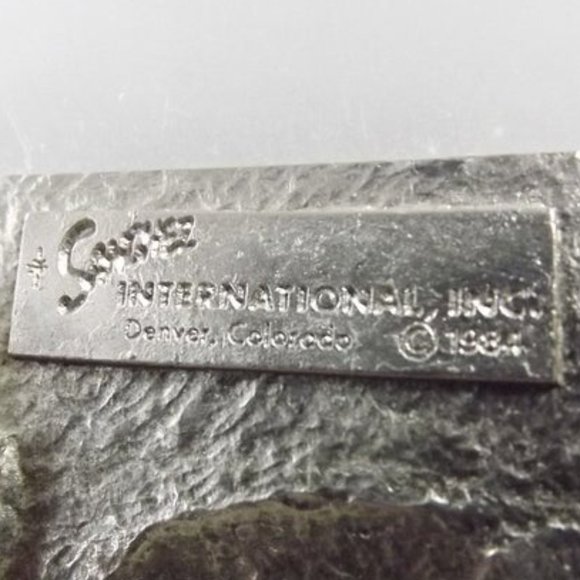 INTERNATIONAL, INC.
Denver, Colorado © 1984